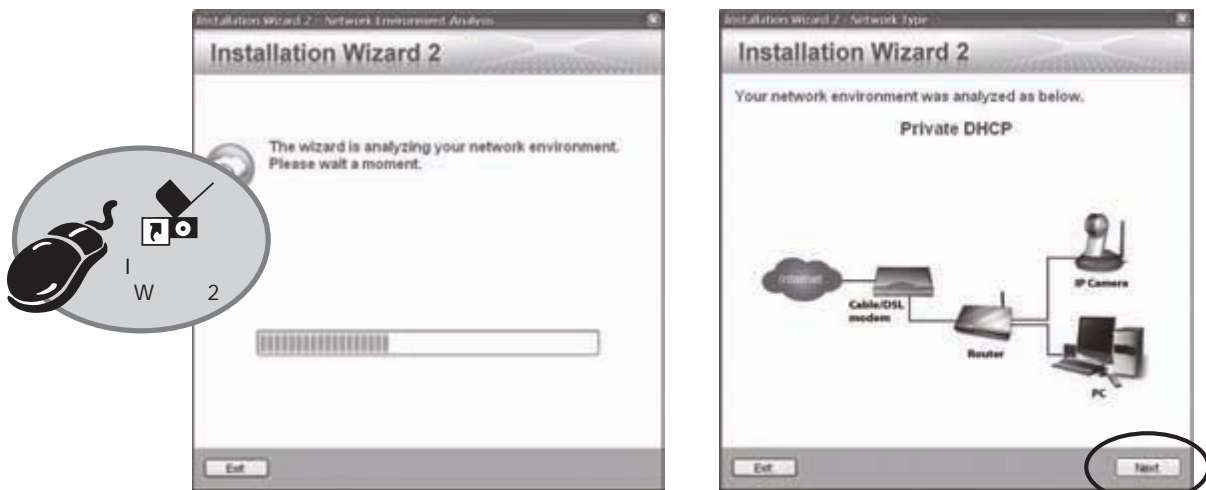 Installation Wizard 2 - Network Environment Analysis
Installation Wizard 2
The wizard is analyzing your network environment.
Please wait a moment.
I
W 2
Exit
Installation Wizard 2 - Network Type
Installation Wizard 2
Your network environment was analyzed as below.
Private DHCP
Internet
Cable/DSL
modem
Router
IP Camera
PC
Exit
Next